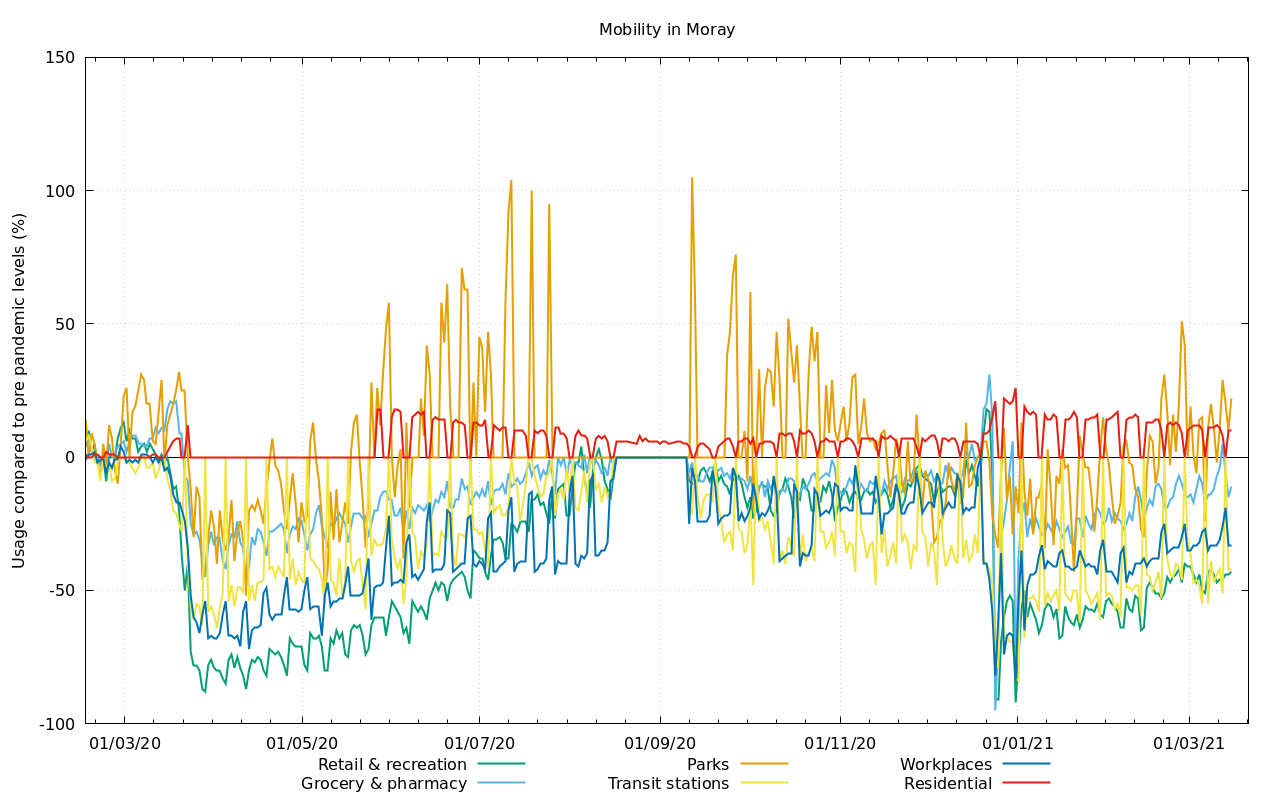 Mobility in Moray
Usage compared to pre pandemic levels (%)
150
100
50
0
-50
-100
01/03/20 01/05/20 01/07/20 01/09/20 01/11/20 01/01/21 01/03/21
Retail & recreation Parks Workplaces
Grocery & pharmacy Transit stations Residential